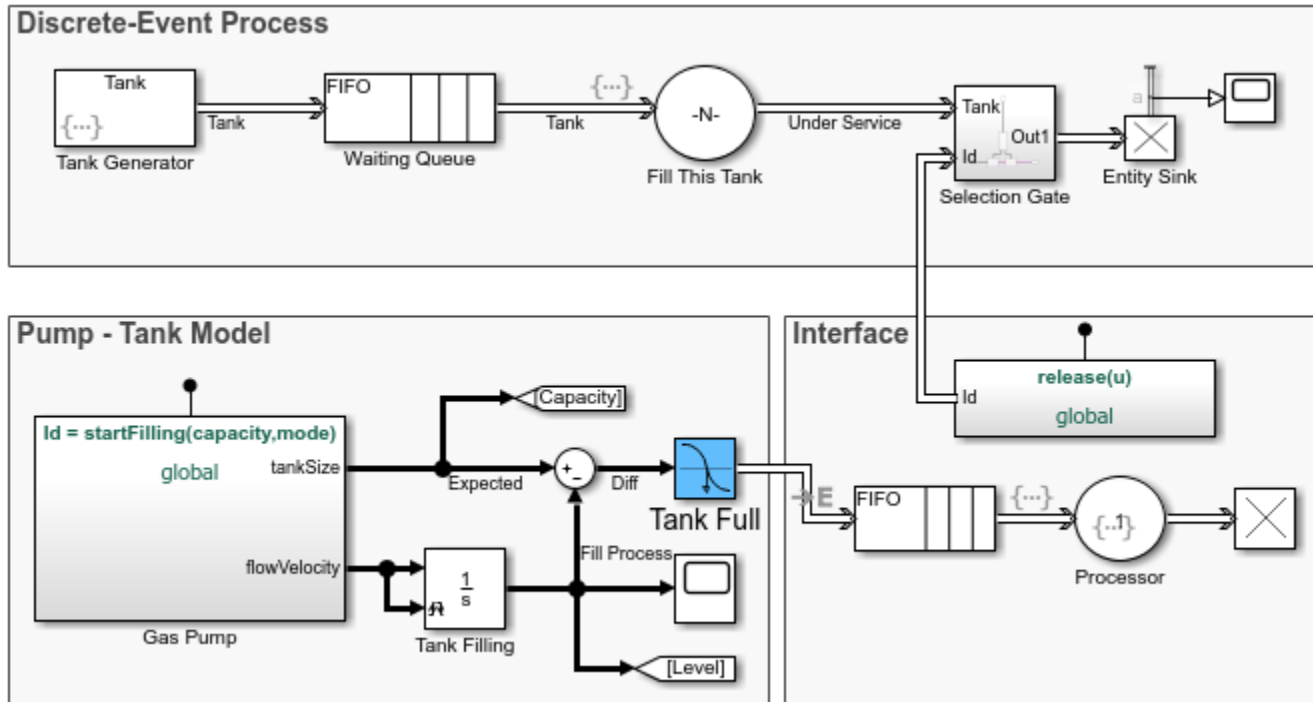 Discrete-Event Process
Tank
{...}
Tank Generator
Tank
FIFO
Waiting Queue
{...}
Tank
-N-
Fill This Tank
Under Service
Tank
Id
Out1
Selection Gate
a
Entity Sink
Pump - Tank Model
Id = startFilling(capacity,mode)
global
tankSize
flowVelocity
Gas Pump
[Capacity]
Expected
+
-
Diff
Tank Full
1
s
Tank Filling
Fill Process
[Level]
Interface
release(u)
Id
global
E
FIFO
{...}
{...}
1
Processor